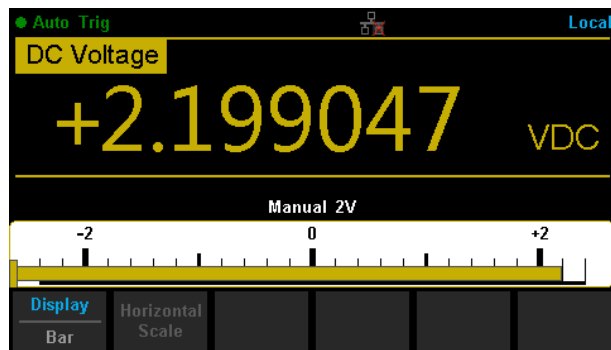 Auto Trig Local
DC Voltage
+2.199047 VDC
Manual 2V
-2 0 +2
Display Horizontal
Bar Scale